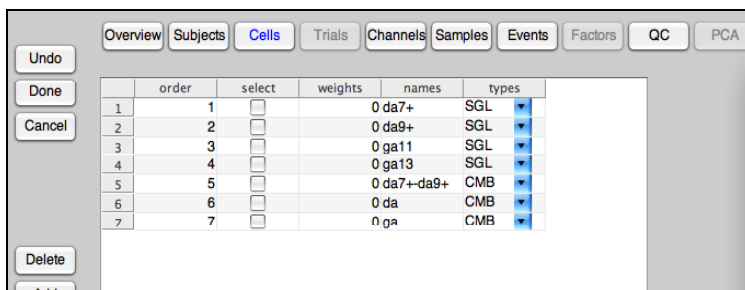 Overview Subjects Cells Trials Channels Samples Events Factors QC PCA
Undo
Done
Cancel
order select weights names types
1 1 0 da7+ SGL
2 2 0 da9+ SGL
3 3 0 ga11 SGL
4 4 0 ga13 SGL
5 5 0 da7+-da9+ CMB
6 6 0 da CMB
7 7 0 ga CMB
Delete